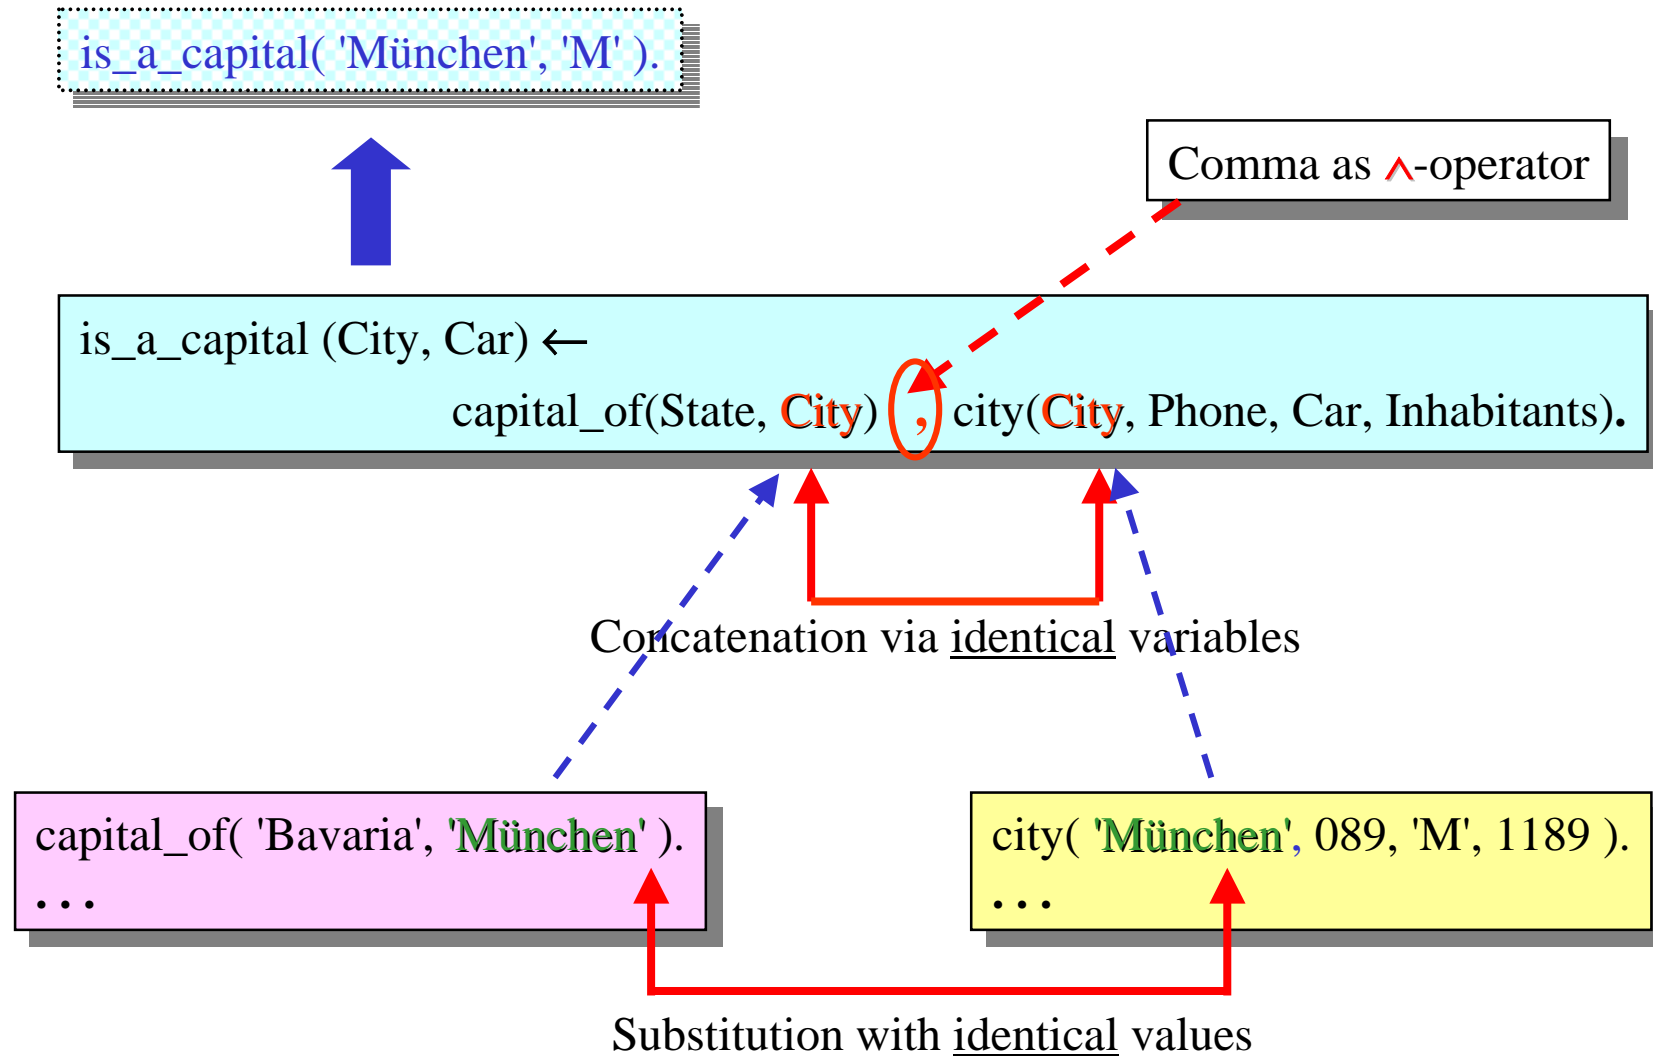 is_a_capital( 'München', 'M' ).
Comma as ∧-operator
is_a_capital (City, Car) ←
capital_of(State, City) , city(City, Phone, Car, Inhabitants).
Concatenation via identical variables
capital_of( 'Bavaria', 'München' ).
. . .
city( 'München', 089, 'M', 1189 ).
. . .
Substitution with identical values